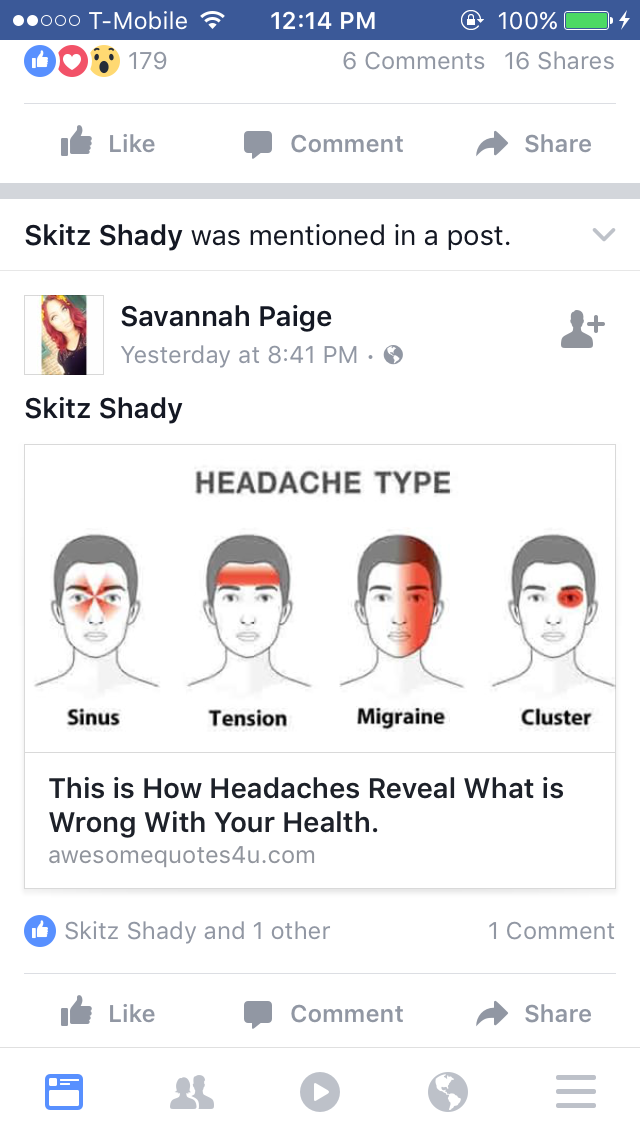 T-Mobile 12:14 PM 100%
179 6 Comments 16 Shares
Like Comment Share
Skitz Shady was mentioned in a post.
Savannah Paige
Yesterday at 8:41 PM ·
Skitz Shady
HEADACHE TYPE
Sinus Tension Migraine Cluster
This is How Headaches Reveal What is
Wrong With Your Health.
awesomequotes4u.com
Skitz Shady and 1 other 1 Comment
Like Comment Share